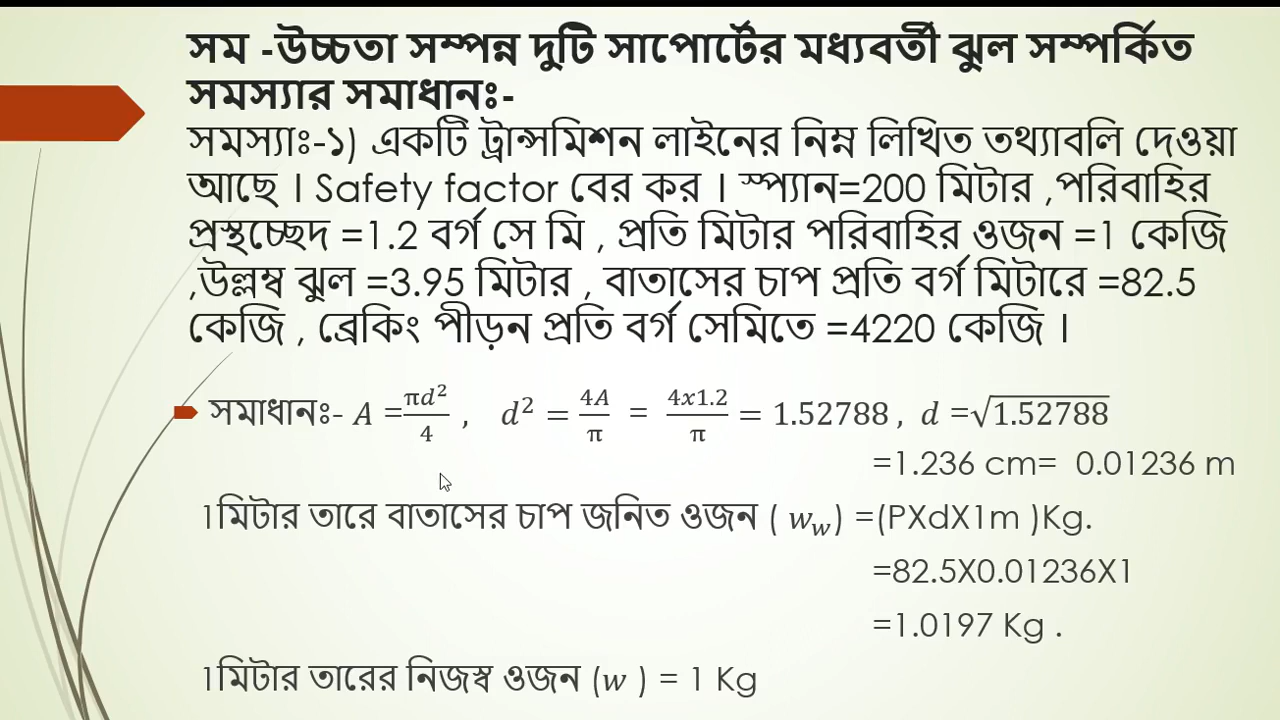 সম -উচ্চতা সম্পন্ন দুটি সাপোর্টের মধ্যবর্তী ঝুল সম্পর্কিত
সমস্যার সমাধানঃ-
সমস্যাঃ-১) একটি ট্রান্সমিশন লাইনের নিম্ন লিখিত তথ্যাবলি দেওয়া
আছে । Safety factor বের কর । স্প্যান=200 মিটার ,পরিবাহির
প্রস্থচ্ছেদ =1.2 বর্গ সে মি , প্রতি মিটার পরিবাহির ওজন =1 কেজি
,উল্লম্ব ঝুল =3.95 মিটার , বাতাসের চাপ প্রতি বর্গ মিটারে =82.5
কেজি , ব্রেকিং পীড়ন প্রতি বর্গ সেমিতে =4220 কেজি ।
সমাধানঃ- A =πd²/4 , d² = 4A/π = 4x1.2/π = 1.52788 , d =√1.52788
=1.236 cm= 0.01236 m
1মিটার তারে বাতাসের চাপ জনিত ওজন ( w_w) =(PXdX1m )Kg.
=82.5X0.01236X1
=1.0197 Kg .
1মিটার তারের নিজস্ব ওজন (w ) = 1 Kg